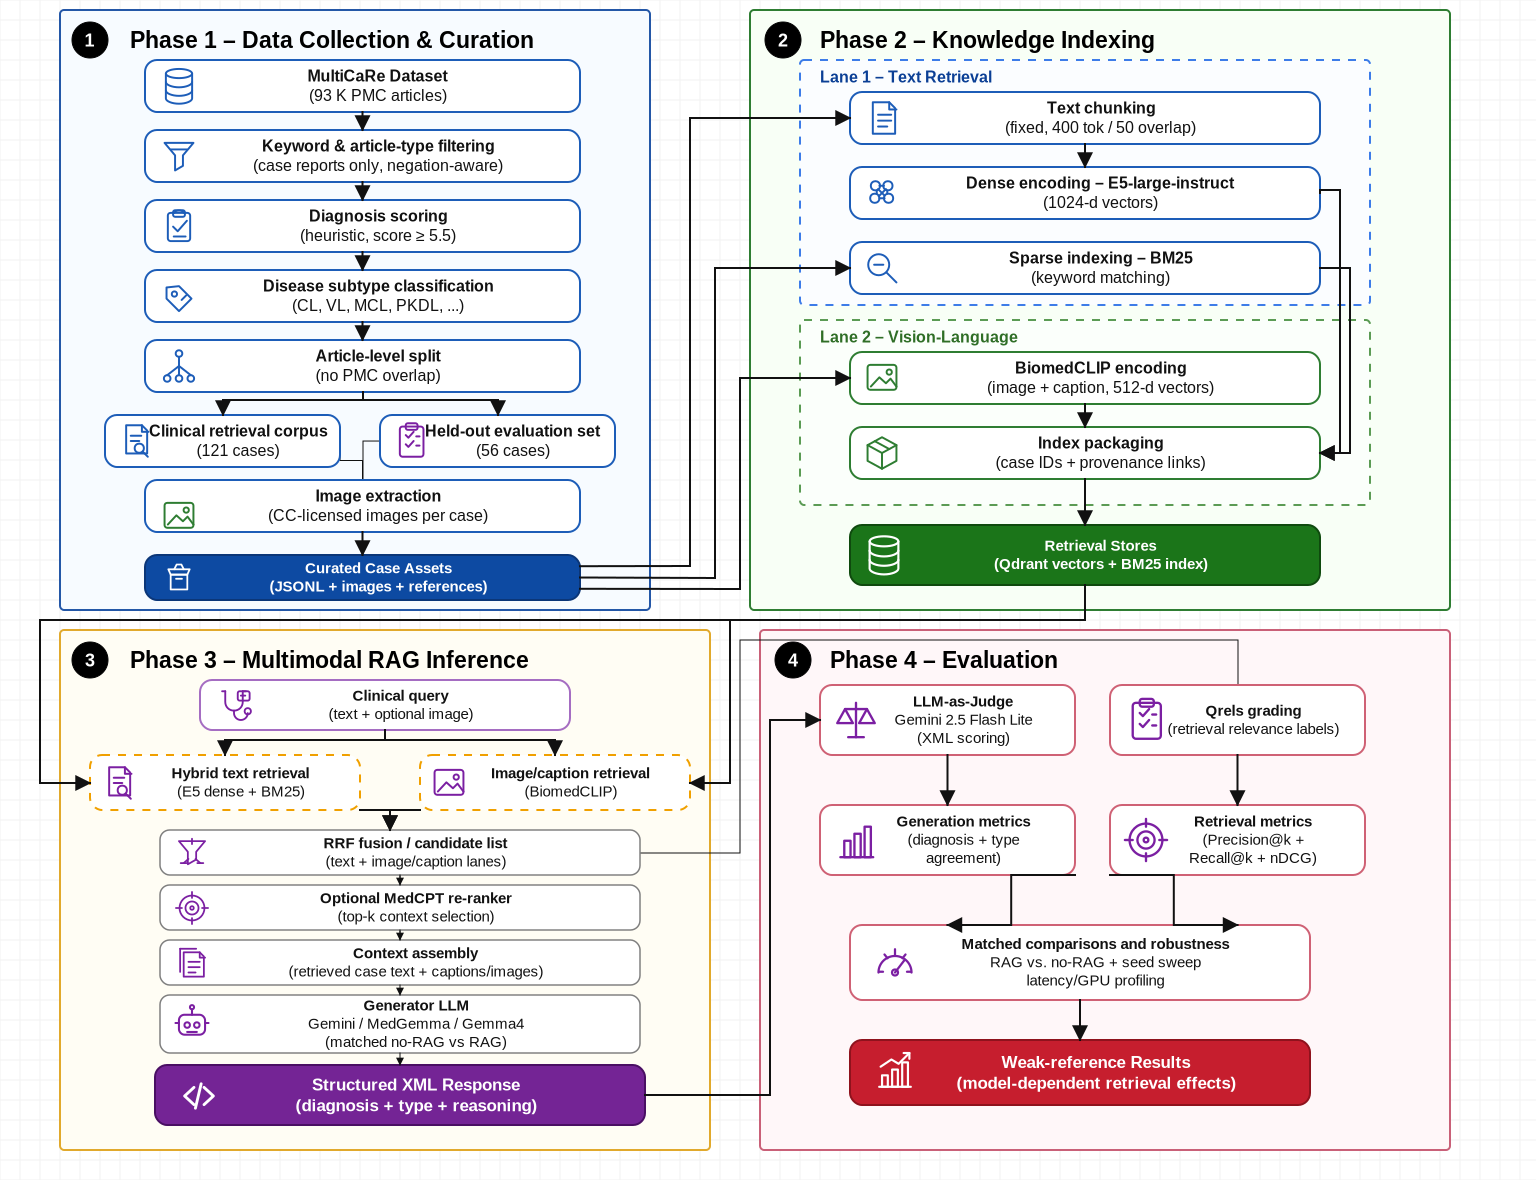 1
Phase 1 – Data Collection & Curation
MultiCaRe Dataset
(93 K PMC articles)
Keyword & article-type filtering
(case reports only, negation-aware)
Diagnosis scoring
(heuristic, score ≥ 5.5)
Disease subtype classification
(CL, VL, MCL, PKDL, ...)
Article-level split
(no PMC overlap)
Clinical retrieval corpus
(121 cases)
Held-out evaluation set
(56 cases)
Image extraction
(CC-licensed images per case)
Curated Case Assets
(JSONL + images + references)
2
Phase 2 – Knowledge Indexing
Lane 1 – Text Retrieval
Text chunking
(fixed, 400 tok / 50 overlap)
Dense encoding – E5-large-instruct
(1024-d vectors)
Sparse indexing – BM25
(keyword matching)
Lane 2 – Vision-Language
BiomedCLIP encoding
(image + caption, 512-d vectors)
Index packaging
(case IDs + provenance links)
Retrieval Stores
(Qdrant vectors + BM25 index)
3
Phase 3 – Multimodal RAG Inference
Clinical query
(text + optional image)
Hybrid text retrieval
(E5 dense + BM25)
Image/caption retrieval
(BiomedCLIP)
RRF fusion / candidate list
(text + image/caption lanes)
Optional MedCPT re-ranker
(top-k context selection)
Context assembly
(retrieved case text + captions/images)
Generator LLM
Gemini / MedGemma / Gemma4
(matched no-RAG vs RAG)
Structured XML Response
(diagnosis + type + reasoning)
4
Phase 4 – Evaluation
LLM-as-Judge
Gemini 2.5 Flash Lite
(XML scoring)
Qrels grading
(retrieval relevance labels)
Generation metrics
(diagnosis + type
agreement)
Retrieval metrics
(Precision@k +
Recall@k + nDCG)
Matched comparisons and robustness
RAG vs. no-RAG + seed sweep
latency/GPU profiling
Weak-reference Results
(model-dependent retrieval effects)